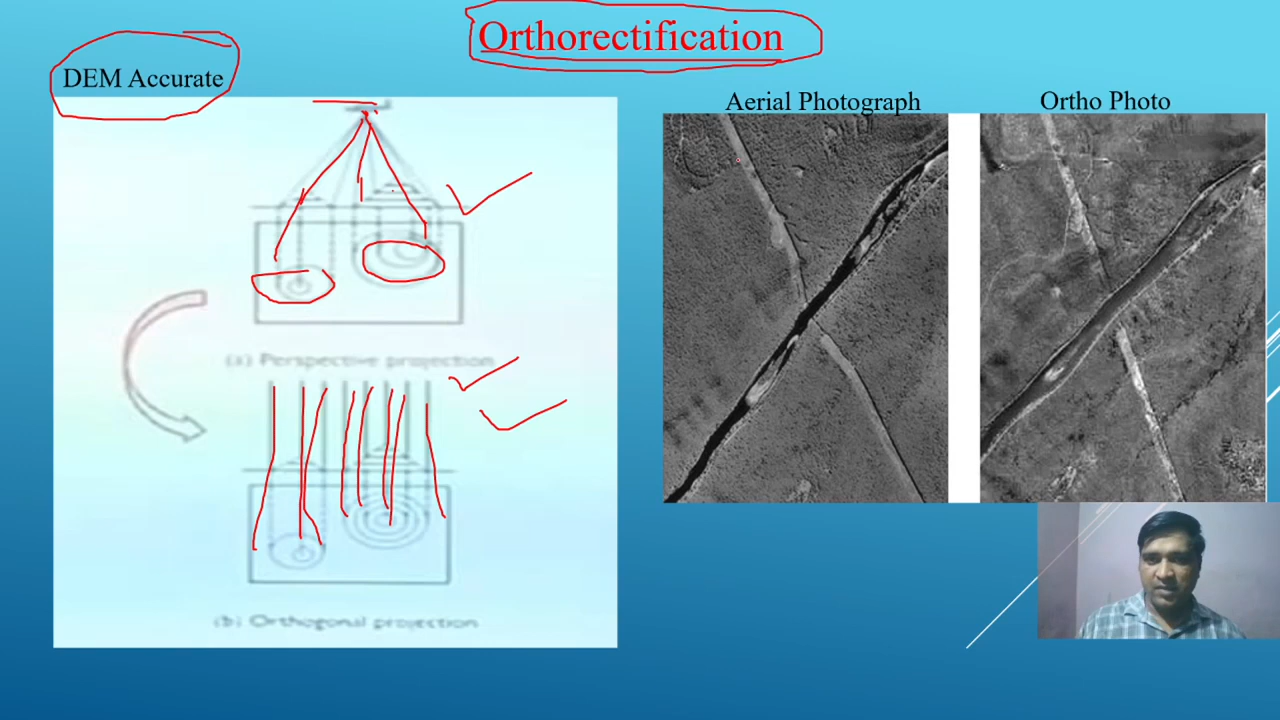 Orthorectification
DEM Accurate
Aerial Photograph
Ortho Photo
(a) Perspective projection
(b) Orthogonal projection